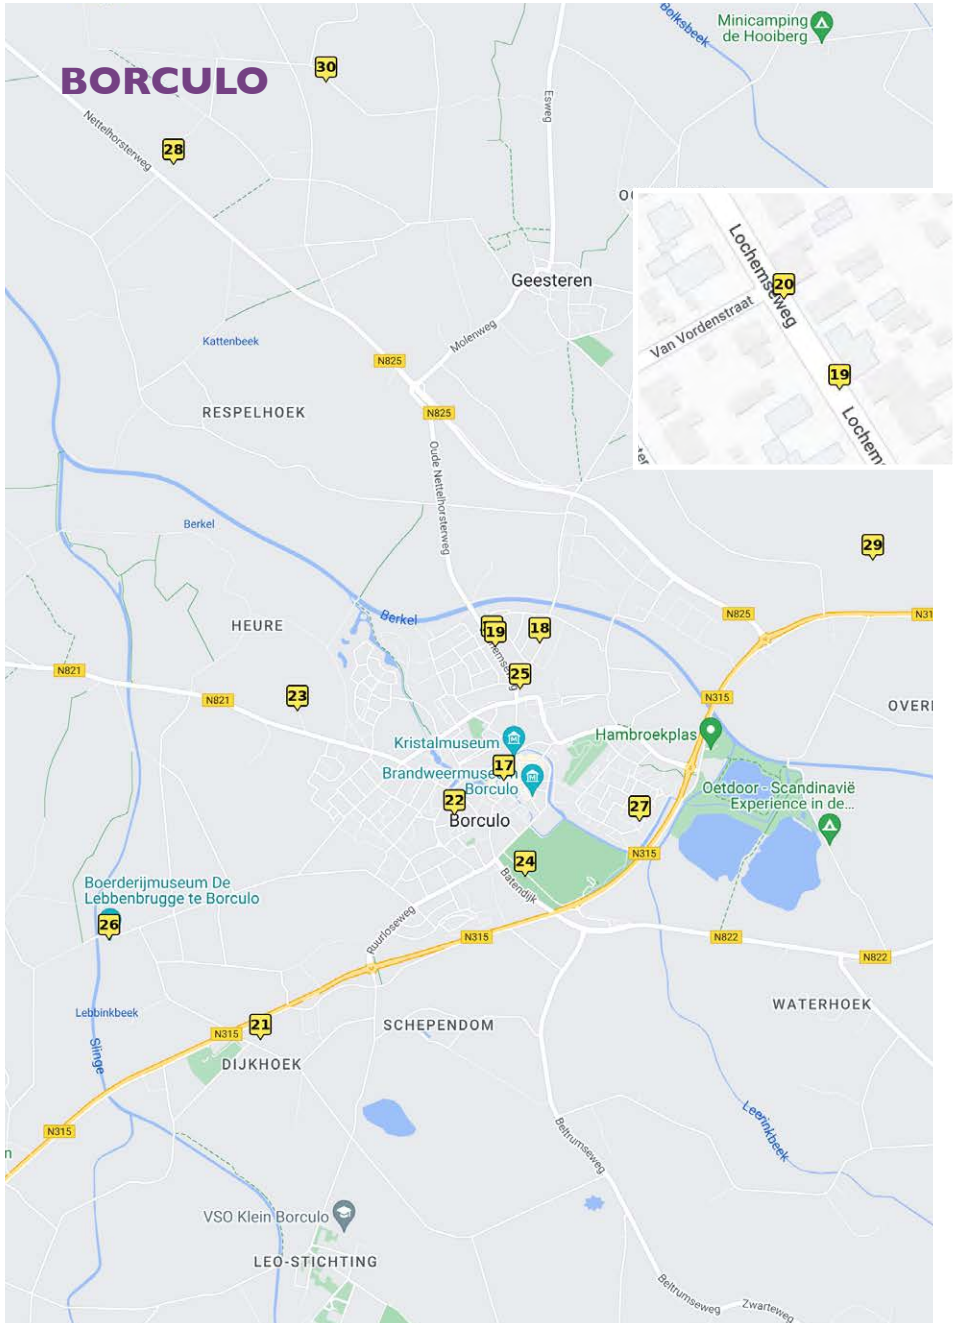 Bolksbeek
Minicamping
de Hooiberg
30
BORCULO
Esweg
Nettelhorsterweg
28
Lochemseweg
Geesteren
20
Van Vordenstraat
Molenweg
Kattenbeek
N825
19
RESPELHOEK
N825
Lochem
Oude Nettelhorsterweg
Berkel
29
N825
N31
Berkel
HEURE
19
18
N821
25
23
N315
N821
OVER
Hambroekplas
Kristalmuseum
17
Brandweermuseum
Borculo
Oetdoor - Scandinavië
Experience in de...
22
27
Borculo
N315
24
Batendijk
Boerderijmuseum De
Lebbenbrugge te Borculo
26
Ruurloseweg
N315
N822
N822
WATERHOEK
Lebbinkbeek
21
SCHEPENDOM
N315
Slinge
DIJKHOEK
Leerinkbeek
N315
Beltrumseweg
n
VSO Klein Borculo
LEO-STICHTING
Beltrumseweg
Zwarteweg